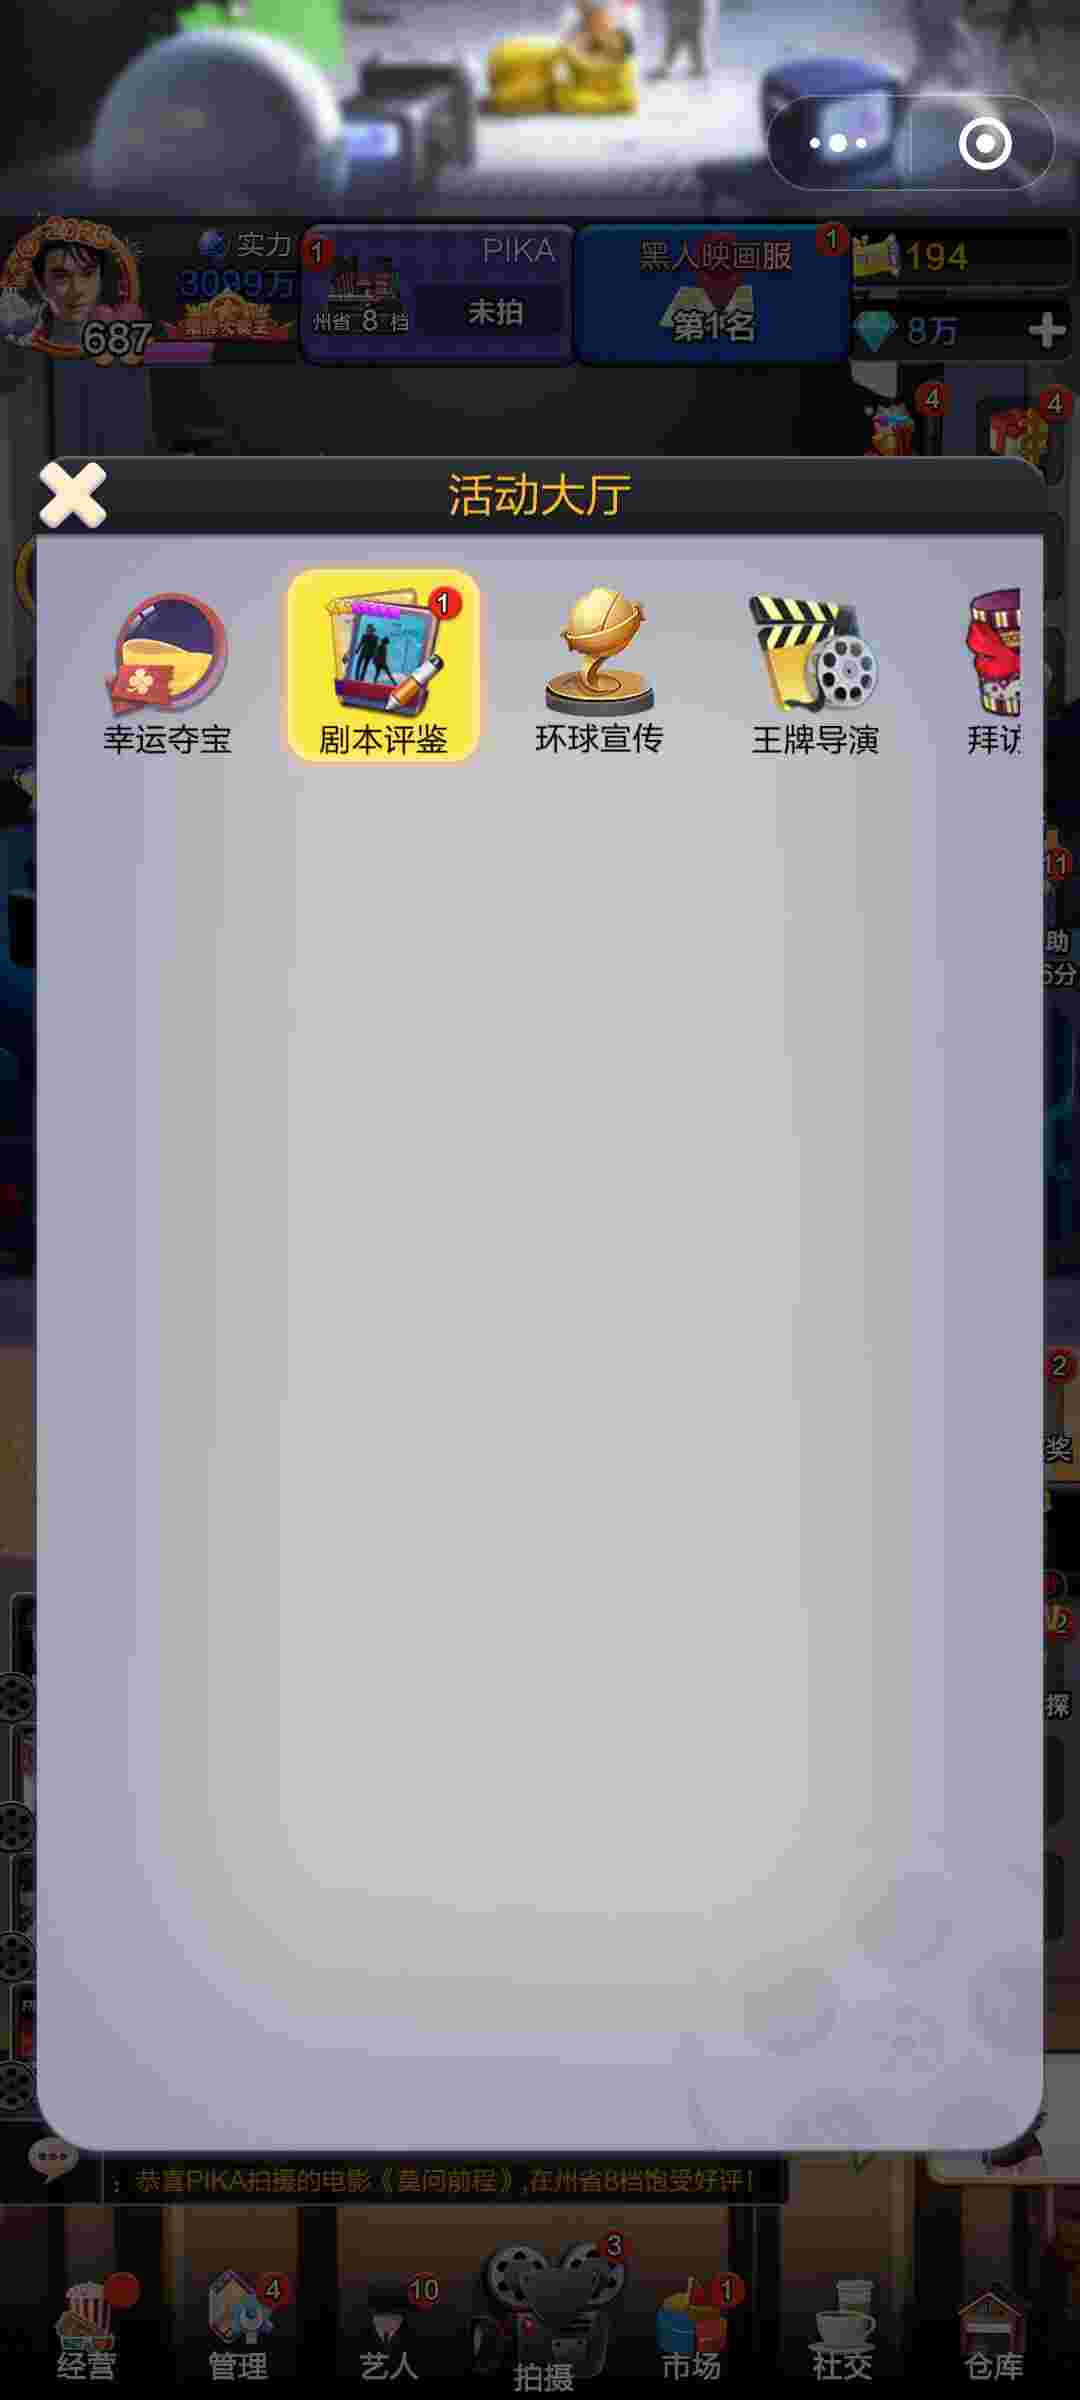 2025
实力
3099万
687
1
PIKA
州省 8 档
未拍
黑人映画服
1
第1名
194
8万
4
4
活动大厅
1
幸运夺宝
剧本评鉴
环球宣传
王牌导演
拜访
11
助
6分
2
奖
2
探
：恭喜PIKA拍摄的电影《莫问前程》,在州省8档饱受好评！
经营
4
管理
10
艺人
3
拍摄
1
市场
社交
仓库